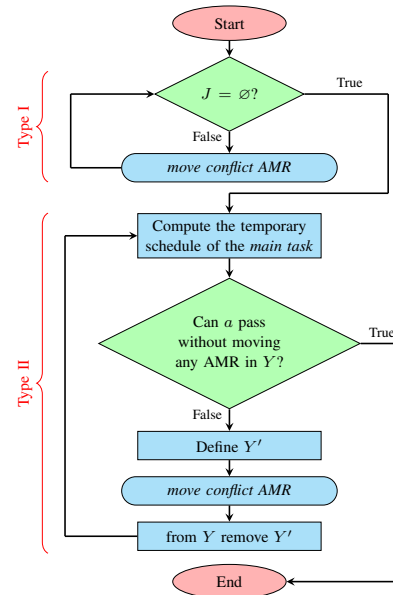 Start
J = ∅?
True
False
move conflict AMR
Type I
Compute the temporary
schedule of the main task
Can a pass
without moving
any AMR in Y?
True
False
Define Y′
move conflict AMR
from Y remove Y′
Type II
End